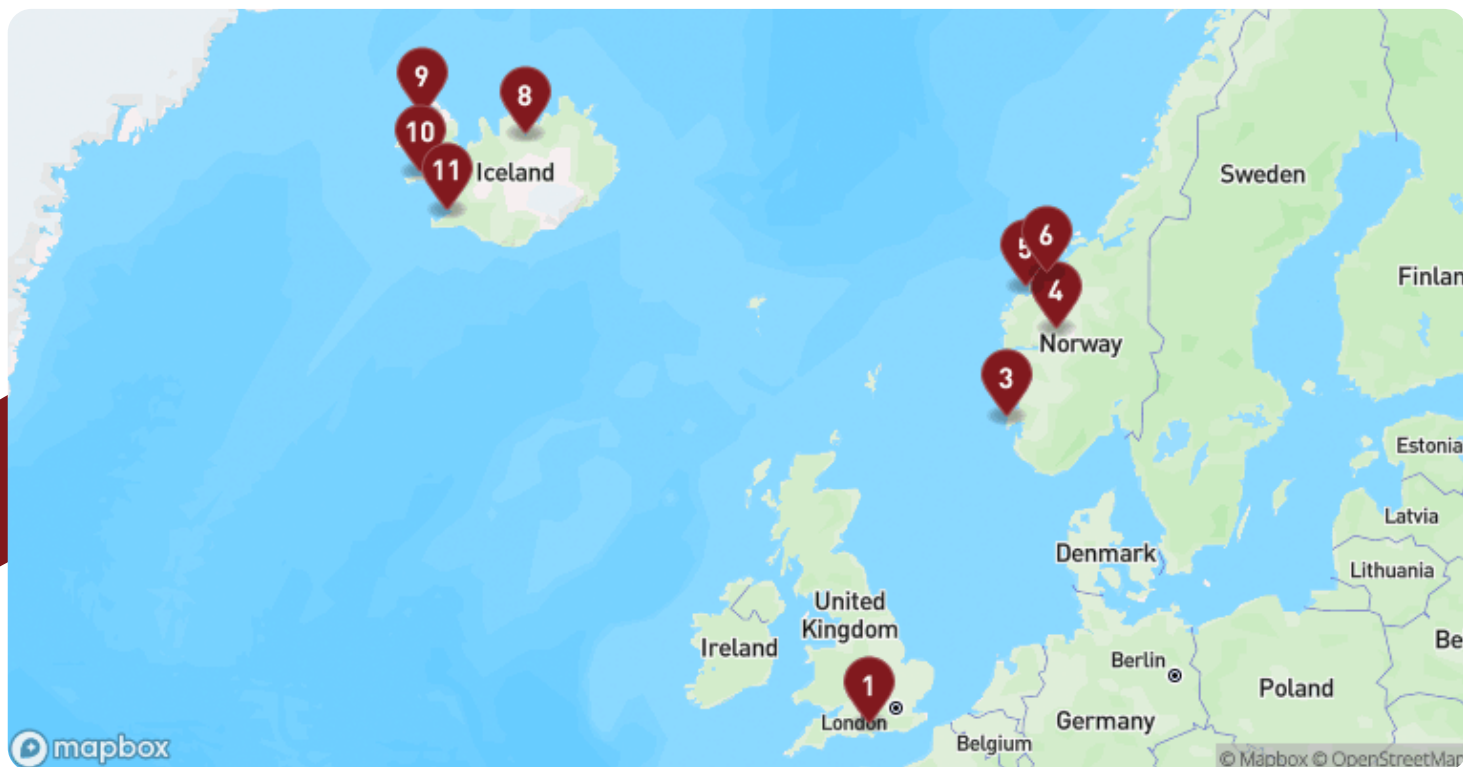 9
8
10
11
Iceland
Sweden
6
5
4
Finlan
Norway
3
Estonia
Latvia
Denmark
Lithuania
United
Kingdom
Ireland
Be
Berlin
1
Poland
London
Germany
Belgium
mapbox
© Mapbox © OpenStreetMap